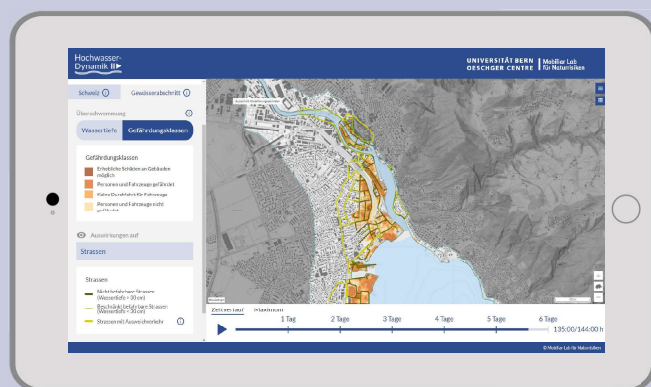 Hochwasser-
Dynamik
UNIVERSITÄT BERN
OESCHGER CENTRE
Mobiliar Lab
für Naturrisiken
Schweiz
Gewässerabschnitt
Überschwemmung
Wassertiefe
Gefährdungsklassen
Gefährdungsklassen
Erhebliche Schäden an Gebäuden
möglich
Personen und Fahrzeuge gefährdet
Keine Durchfahrt für Fahrzeuge
Personen und Fahrzeuge nicht
gefährdet
Auswirkungen auf
Strassen
Strassen
Nicht befahrbare Strassen
(Wassertiefe > 30 cm)
Beschränkt befahrbare Strassen
(Wassertiefe < 30 cm)
Strassen mit Ausweichverkehr
Zeitverlauf
Maximum
1 Tag
2 Tage
3 Tage
4 Tage
5 Tage
6 Tage
135:00/144:00 h
© Mobiliar Lab für Naturrisiken